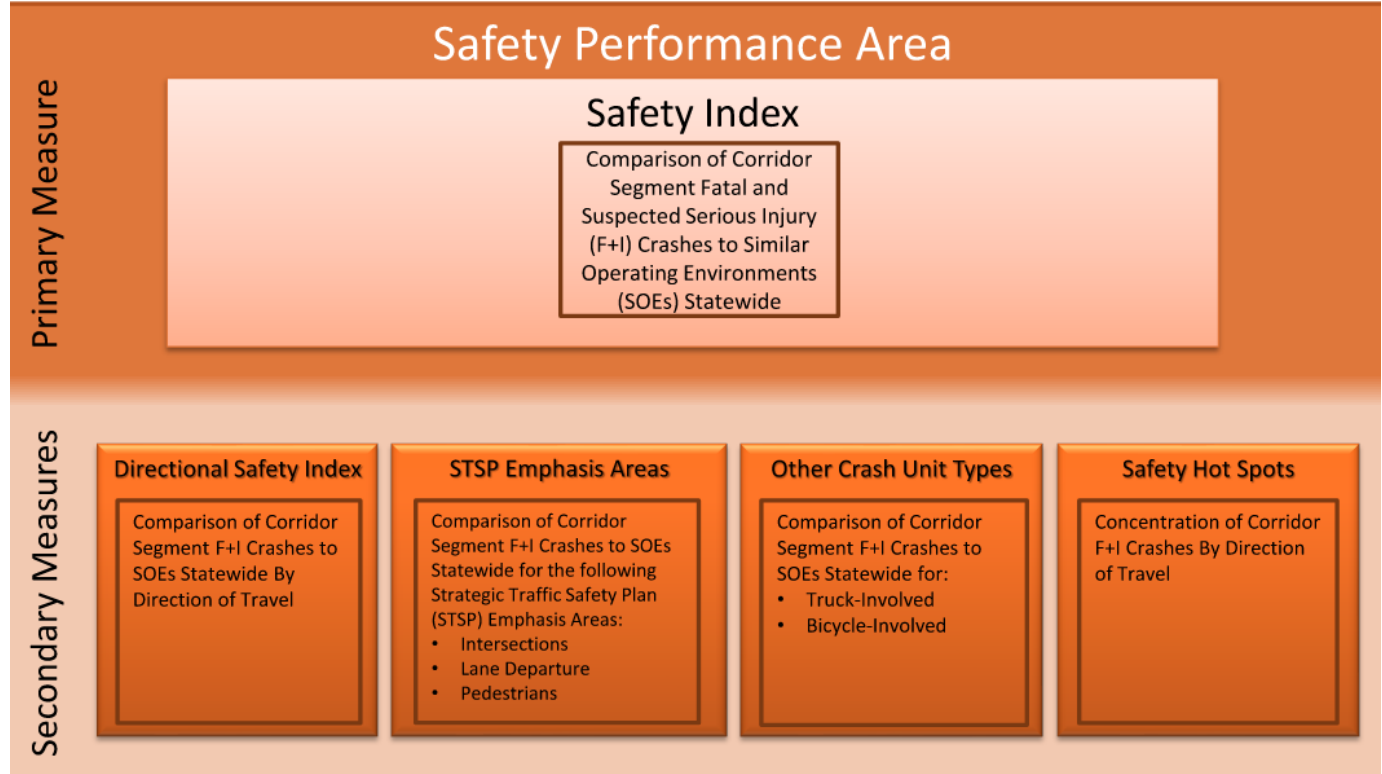 Safety Performance Area
Primary Measure
Safety Index
Comparison of Corridor
Segment Fatal and
Suspected Serious Injury
(F+I) Crashes to Similar
Operating Environments
(SOEs) Statewide
Secondary Measures
Directional Safety Index
Comparison of Corridor
Segment F+I Crashes to
SOEs Statewide By
Direction of Travel
STSP Emphasis Areas
Comparison of Corridor
Segment F+I Crashes to SOEs
Statewide for the following
Strategic Traffic Safety Plan
(STSP) Emphasis Areas:
• Intersections
• Lane Departure
• Pedestrians
Other Crash Unit Types
Comparison of Corridor
Segment F+I Crashes to
SOEs Statewide for:
• Truck-Involved
• Bicycle-Involved
Safety Hot Spots
Concentration of Corridor
F+I Crashes By Direction
of Travel